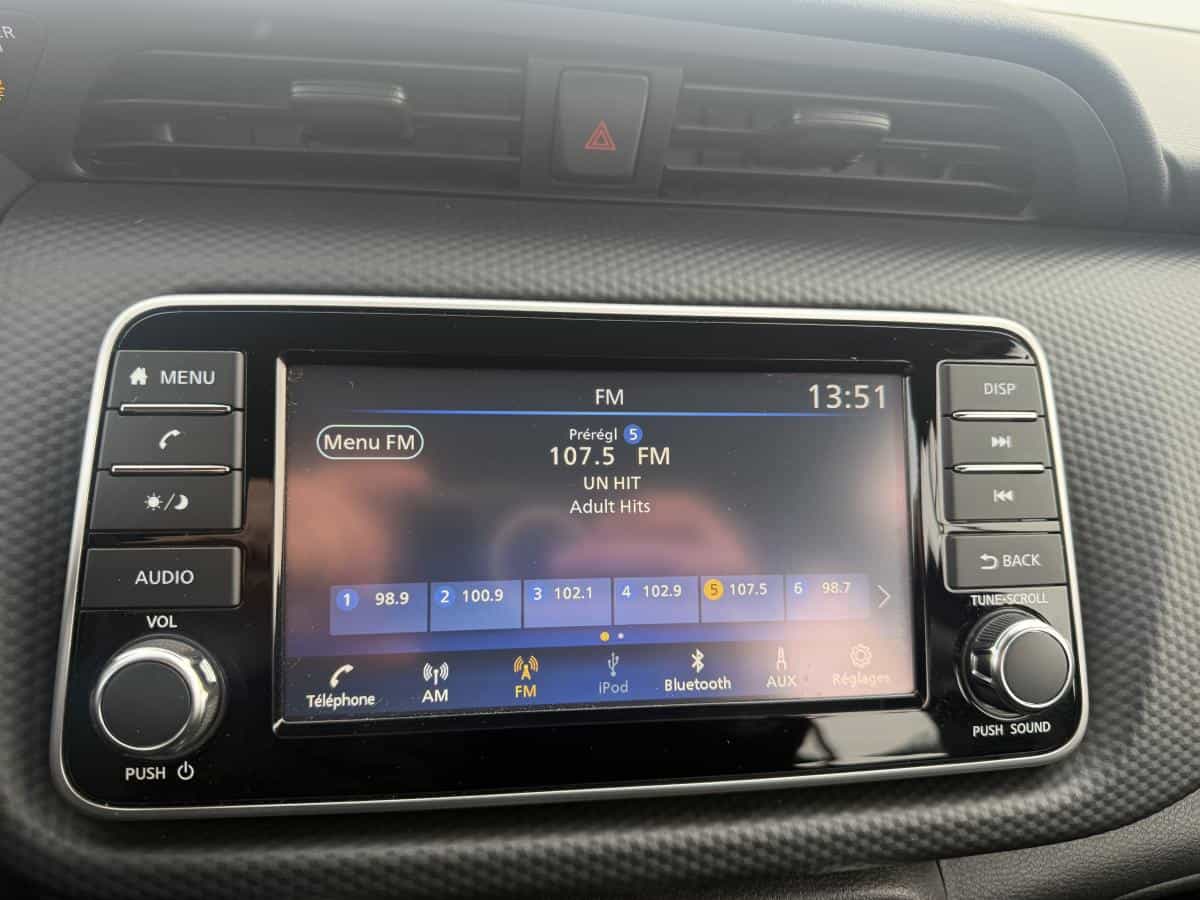 MENU
AUDIO
VOL
PUSH
FM
13:51
Menu FM
Prérégl 5
107.5 FM
UN HIT
Adult Hits
1 98.9
2 100.9
3 102.1
4 102.9
5 107.5
6 98.7
Téléphone
AM
FM
iPod
Bluetooth
AUX
Réglages
DISP
BACK
TUNE·SCROLL
PUSH SOUND